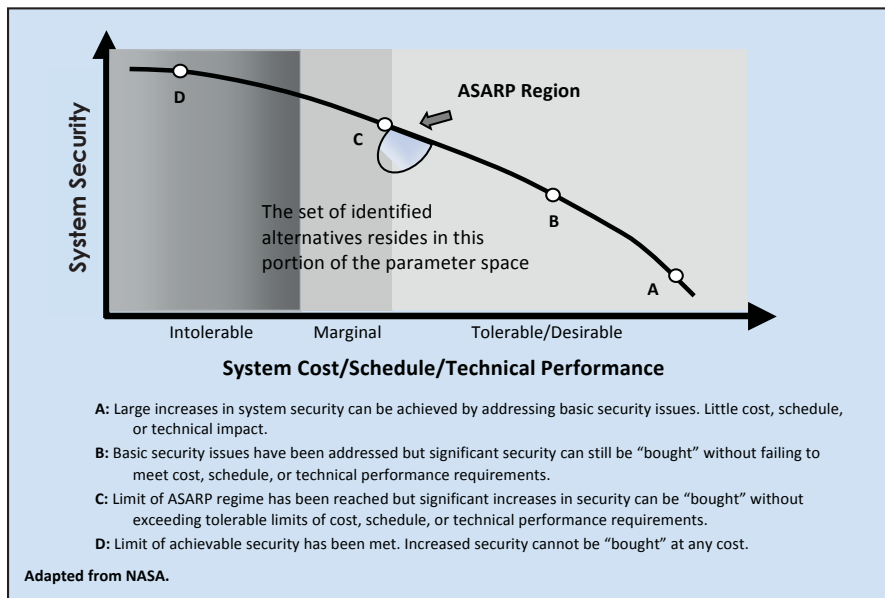 System Security
D
C
ASARP Region
The set of identified
alternatives resides in this
portion of the parameter space
B
A
Intolerable Marginal Tolerable/Desirable
System Cost/Schedule/Technical Performance
A: Large increases in system security can be achieved by addressing basic security issues. Little cost, schedule,
or technical impact.
B: Basic security issues have been addressed but significant security can still be “bought” without failing to
meet cost, schedule, or technical performance requirements.
C: Limit of ASARP regime has been reached but significant increases in security can be “bought” without
exceeding tolerable limits of cost, schedule, or technical performance requirements.
D: Limit of achievable security has been met. Increased security cannot be “bought” at any cost.
Adapted from NASA.